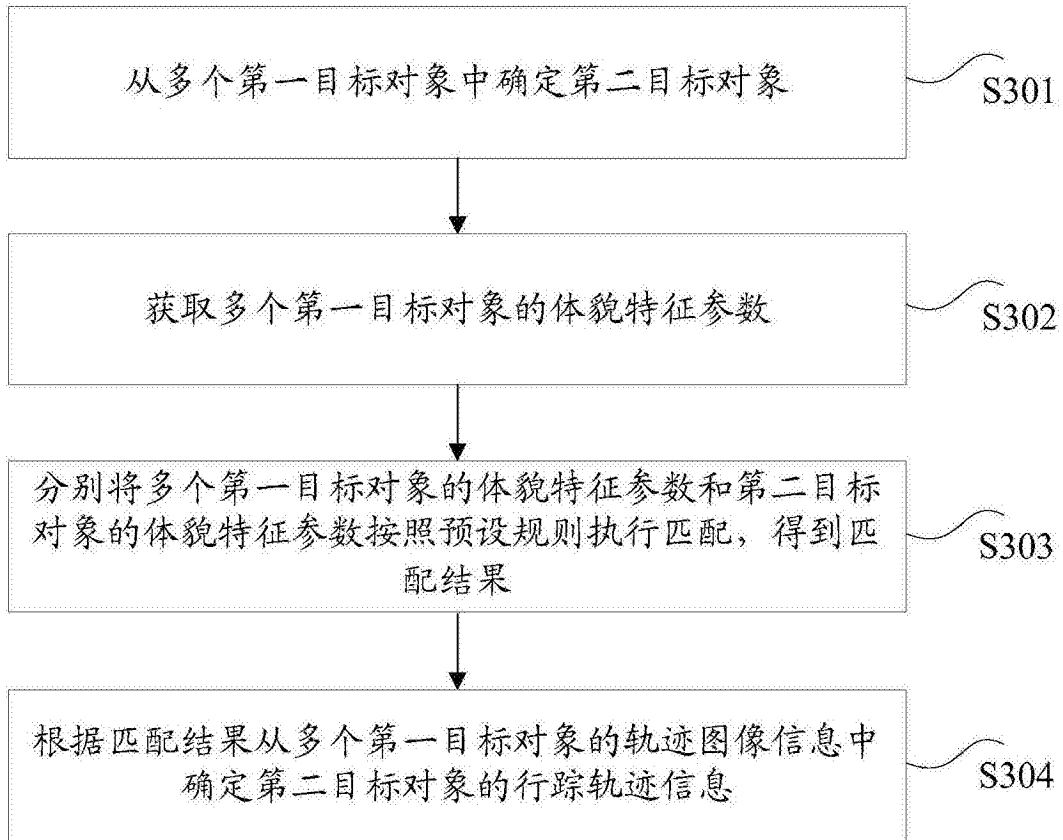 从多个第一目标对象中确定第二目标对象
S301
获取多个第一目标对象的体貌特征参数
S302
分别将多个第一目标对象的体貌特征参数和第二目标
对象的体貌特征参数按照预设规则执行匹配，得到匹
配结果
S303
根据匹配结果从多个第一目标对象的轨迹图像信息中
确定第二目标对象的行踪轨迹信息
S304